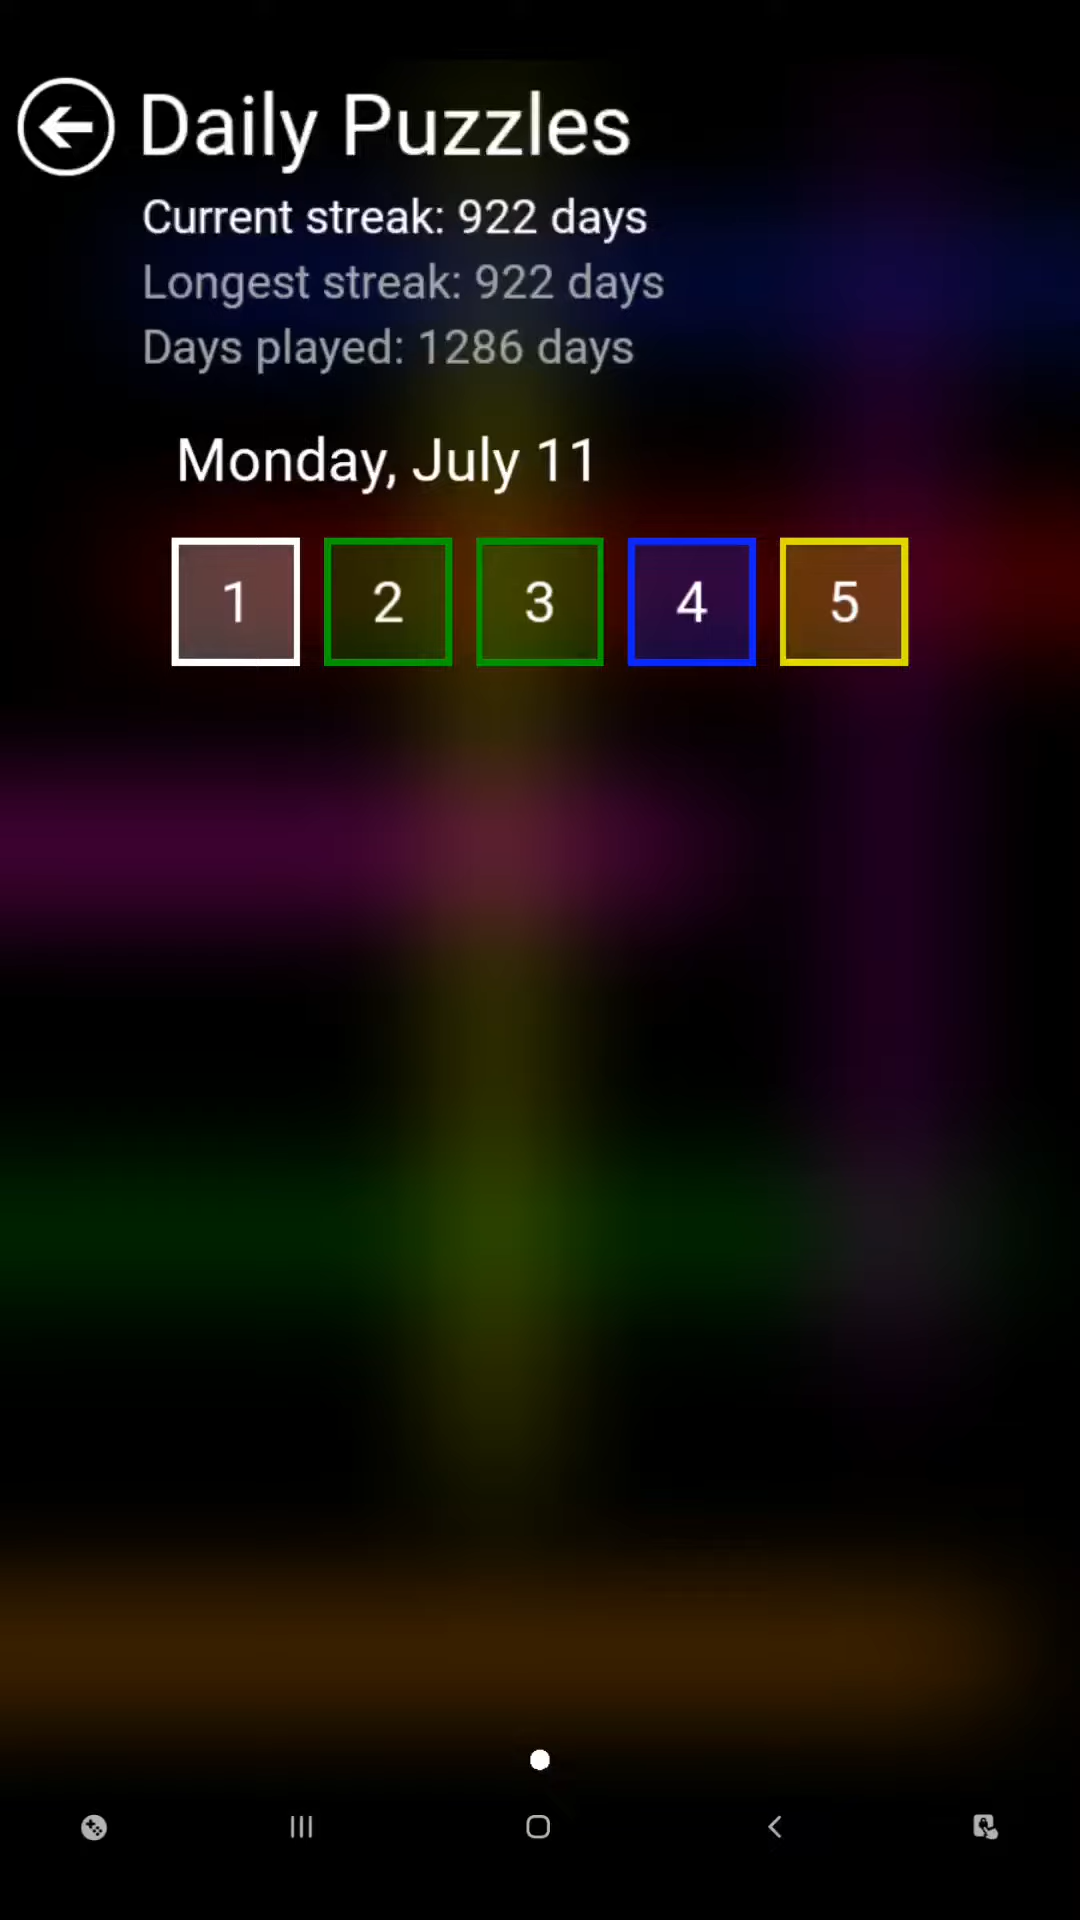 Daily Puzzles
Current streak: 922 days
Longest streak: 922 days
Days played: 1286 days
Monday, July 11
1 2 3 4 5